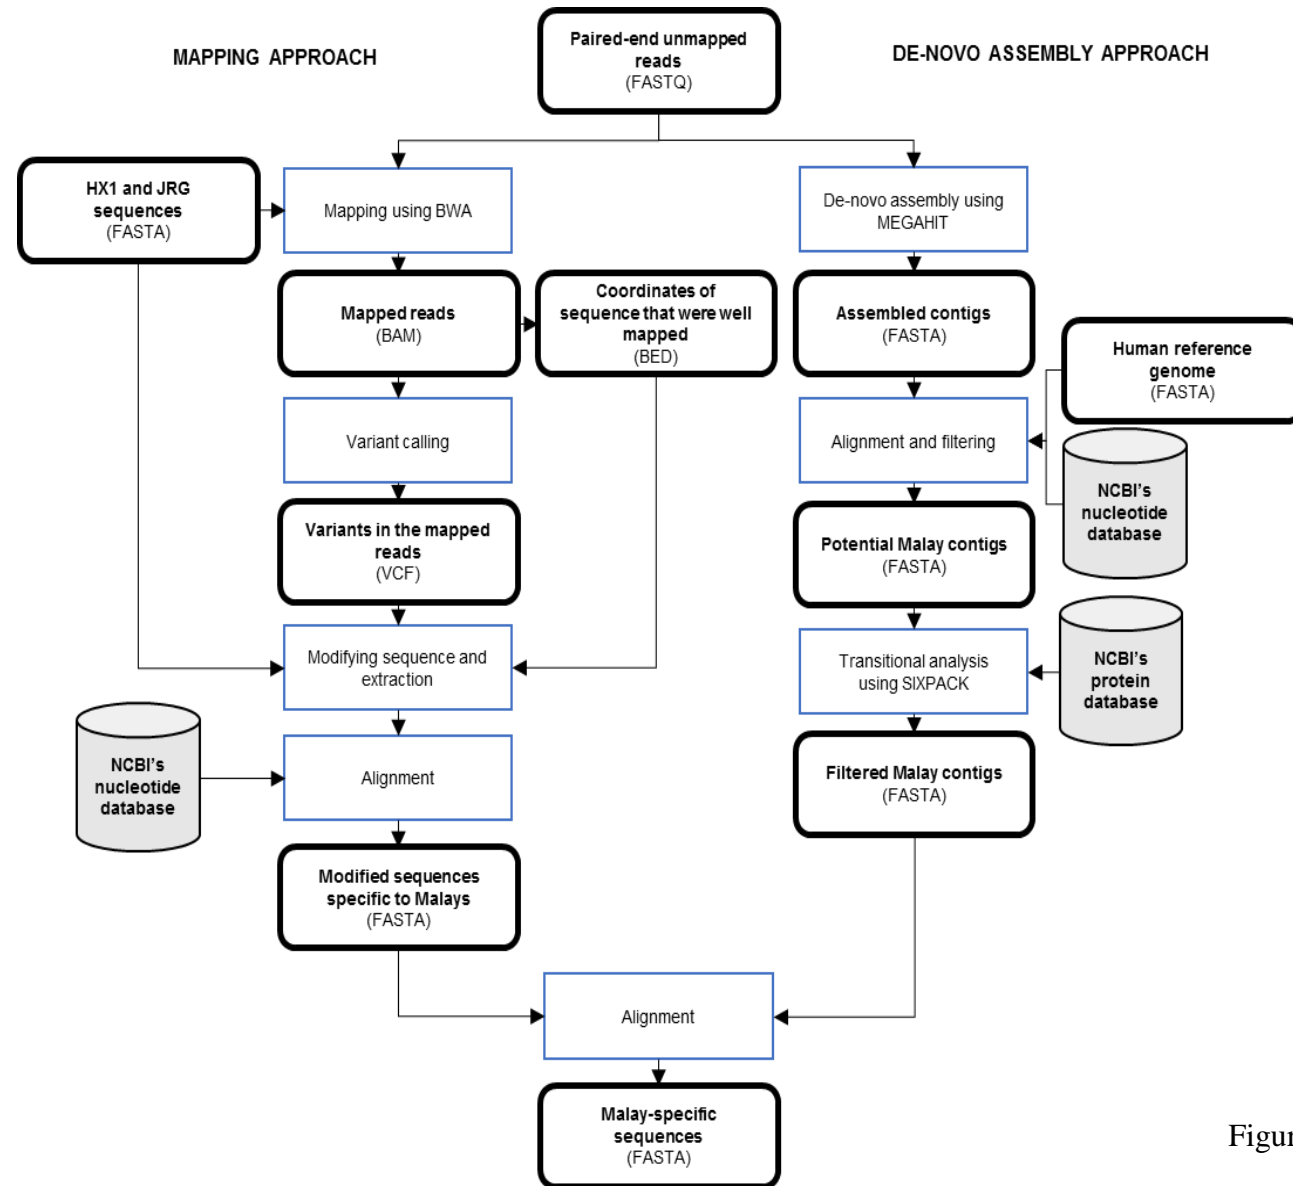 Paired-end unmapped
reads
(FASTQ)
MAPPING APPROACH
DE-NOVO ASSEMBLY APPROACH
HX1 and JRG
sequences
(FASTA)
Mapping using BWA
De-novo assembly using
MEGAHIT
Mapped reads
(BAM)
Coordinates of
sequence that were well
mapped
(BED)
Assembled contigs
(FASTA)
Human reference
genome
(FASTA)
Variant calling
Alignment and filtering
NCBI's
nucleotide
database
Variants in the mapped
reads
(VCF)
Potential Malay contigs
(FASTA)
Modifying sequence and
extraction
Transitional analysis
using SIXPACK
NCBI's
protein
database
NCBI's
nucleotide
database
Alignment
Filtered Malay contigs
(FASTA)
Modified sequences
specific to Malays
(FASTA)
Alignment
Malay-specific
sequences
(FASTA)
Figur